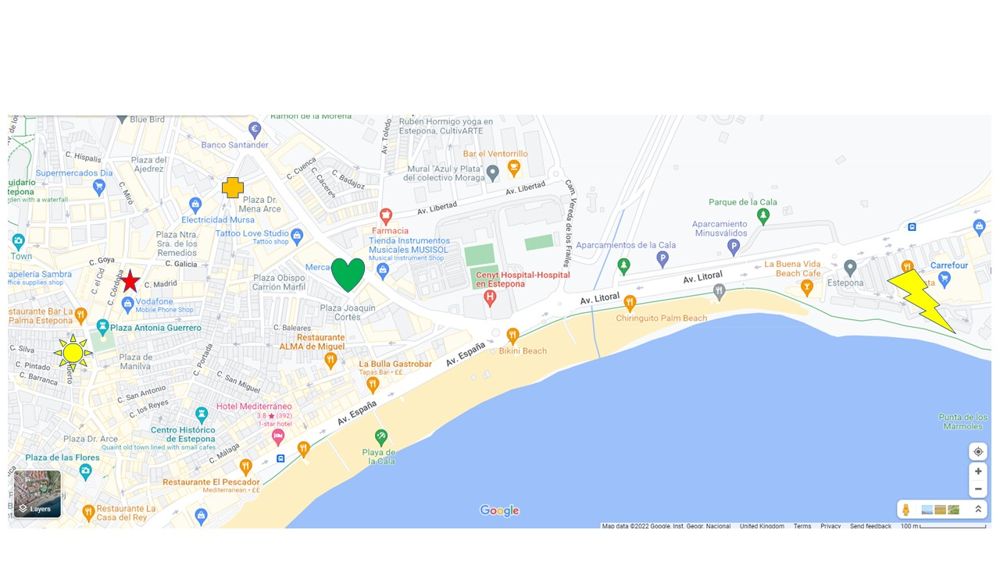 Ramón de la Morena
Blue Bird
Av. Toledo
Rubén Hormigo yoga en
Estepona, CultivARTE
Banco Santander
C. Híspalis
Plaza del
Ajedrez
C. Cuenca
C. Cáceres
C. Badajoz
Bar el Ventorrillo
Mural "Azul y Plata"
del colectivo Moraga
Supermercados Dia
C. Miró
Av. Libertad
Av. Libertad
Cam. Vereda de los Frailes
Parque de la Cala
Plaza Dr.
Mena Arce
Electricidad Mursa
Farmacia
Aparcamiento
Minusválidos
Tattoo Love Studio
Tattoo shop
Plaza Ntra.
Sra. de los
Remedios
Tienda Instrumentos
Musicales MUSISOL
Musical Instrument Shop
Aparcamientos de la Cala
Town
C. Goya
C. Galicia
Merca
La Buena Vida
Beach Cafe
Estepona
Carrefour
apelería Sambra
ffice supplies shop
C. el Cid
C. Córdoba
C. Madrid
Plaza Obispo
Carrión Marfil
Cenyt Hospital-Hospital
en Estepona
Av. Litoral
Av. Litoral
Vodafone
Mobile Phone Shop
Plaza Joaquín
Cortés
staurante Bar La
Palma Estepona
Chiringuito Palm Beach
Plaza Antonia Guerrero
C. Baleares
Restaurante
ALMA de Miguel
Bikini Beach
C. Silva
C. Pintado
C. Barranca
Plaza de
Manilva
C. Portada
La Bulla Gastrobar
Tapas Bar • ££
Av. España
C. San Miguel
C. San Antonio
C. los Reyes
Hotel Mediterráneo
3.8 ★ (392)
1-star hotel
Av. España
Centro Histórico
de Estepona
Quaint old town lined with small cafes
Punta de los
Mármoles
Plaza Dr. Arce
C. Málaga
Playa de
la Cala
Plaza de las Flores
Restaurante El Pescador
Mediterranean • ££
Layers
Restaurante La
Casa del Rey
Google
Map data ©2022 Google, Inst. Geogr. Nacional United Kingdom Terms Privacy Send feedback 100 m